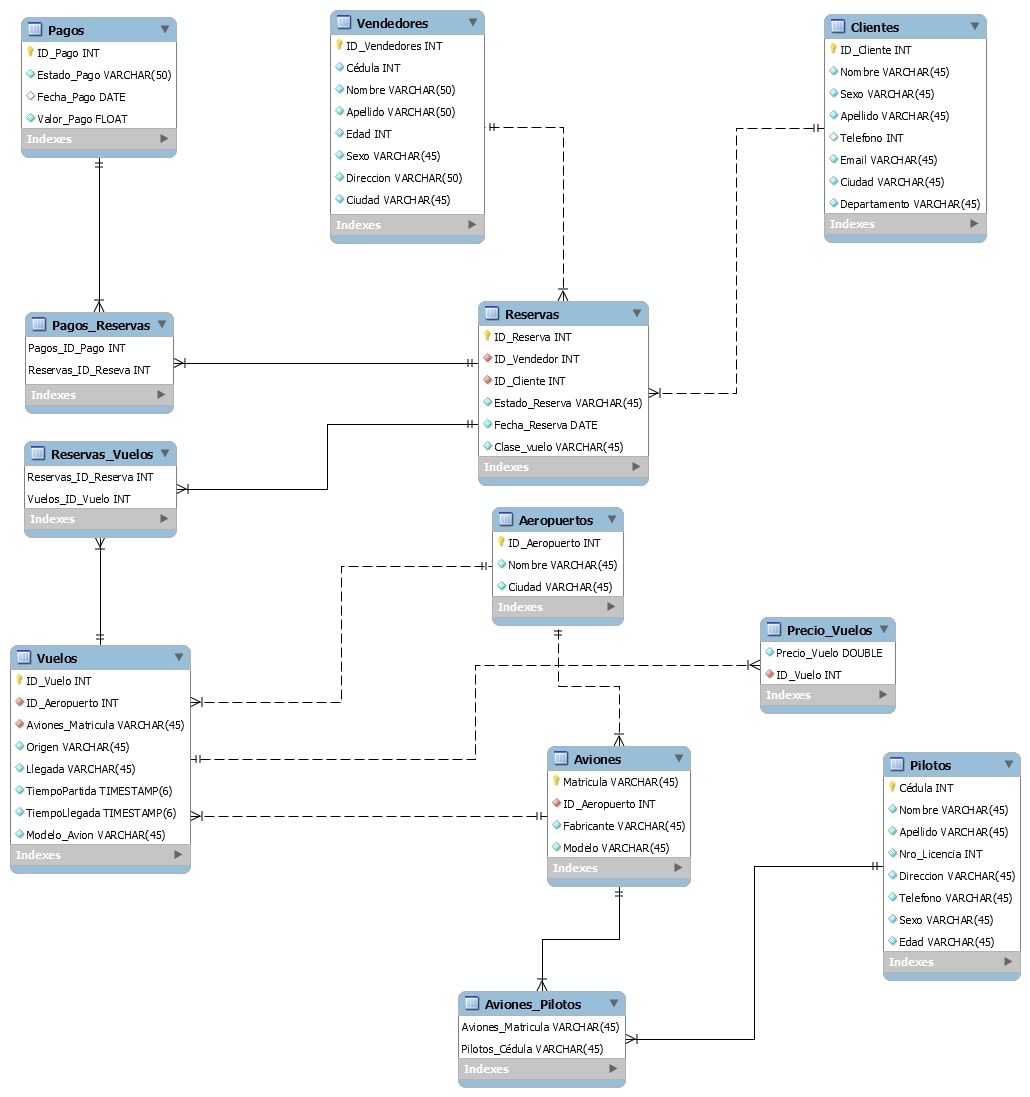 Pagos
ID_Pago INT
Estado_Pago VARCHAR(50)
Fecha_Pago DATE
Valor_Pago FLOAT
Indexes
Vendedores
ID_Vendedores INT
Cédula INT
Nombre VARCHAR(50)
Apellido VARCHAR(50)
Edad INT
Sexo VARCHAR(45)
Direccion VARCHAR(50)
Ciudad VARCHAR(45)
Indexes
Clientes
ID_Cliente INT
Nombre VARCHAR(45)
Sexo VARCHAR(45)
Apellido VARCHAR(45)
Telefono INT
Email VARCHAR(45)
Ciudad VARCHAR(45)
Departamento VARCHAR(45)
Indexes
Pagos_Reservas
Pagos_ID_Pago INT
Reservas_ID_Reseva INT
Indexes
Reservas
ID_Reserva INT
ID_Vendedor INT
ID_Cliente INT
Estado_Reserva VARCHAR(45)
Fecha_Reserva DATE
Clase_vuelo VARCHAR(45)
Indexes
Reservas_Vuelos
Reservas_ID_Reserva INT
Vuelos_ID_Vuelo INT
Indexes
Aeropuertos
ID_Aeropuerto INT
Nombre VARCHAR(45)
Ciudad VARCHAR(45)
Indexes
Precio_Vuelos
Precio_Vuelo DOUBLE
ID_Vuelo INT
Indexes
Vuelos
ID_Vuelo INT
ID_Aeropuerto INT
Aviones_Matricula VARCHAR(45)
Origen VARCHAR(45)
Llegada VARCHAR(45)
TiempoPartida TIMESTAMP(6)
TiempoLlegada TIMESTAMP(6)
Modelo_Avion VARCHAR(45)
Indexes
Aviones
Matricula VARCHAR(45)
ID_Aeropuerto INT
Fabricante VARCHAR(45)
Modelo VARCHAR(45)
Indexes
Pilotos
Cédula INT
Nombre VARCHAR(45)
Apellido VARCHAR(45)
Nro_Licencia INT
Direccion VARCHAR(45)
Telefono VARCHAR(45)
Sexo VARCHAR(45)
Edad VARCHAR(45)
Indexes
Aviones_Pilotos
Aviones_Matricula VARCHAR(45)
Pilotos_Cédula VARCHAR(45)
Indexes